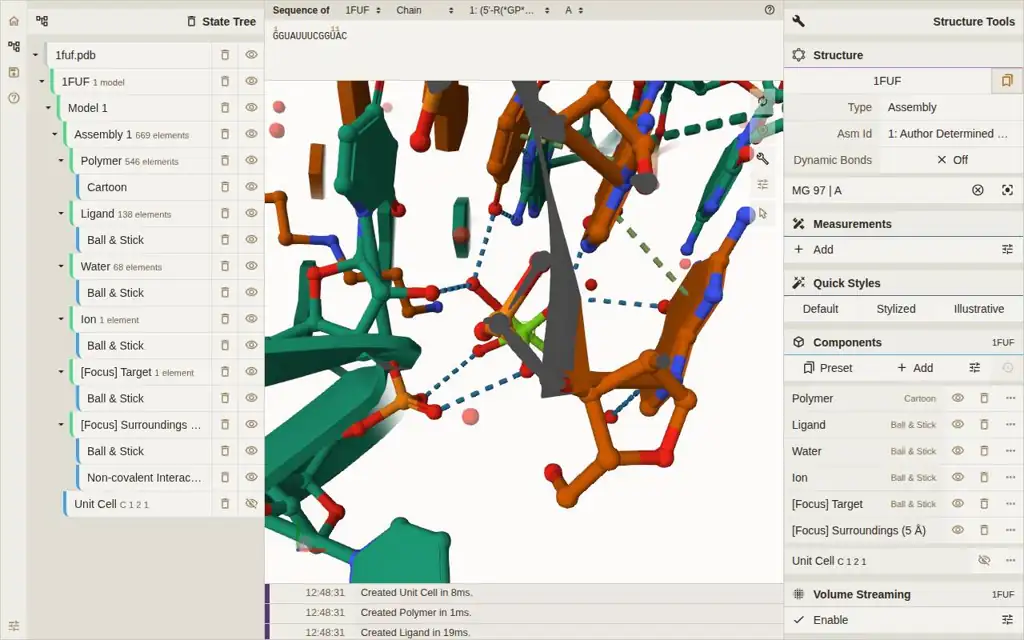 State Tree
1fuf.pdb
1FUF 1 model
Model 1
Assembly 1 669 elements
Polymer 546 elements
Cartoon
Ligand 138 elements
Ball & Stick
Water 68 elements
Ball & Stick
Ion 1 element
Ball & Stick
[Focus] Target 1 element
Ball & Stick
[Focus] Surroundings ...
Ball & Stick
Non-covalent Interac...
Unit Cell C 1 2 1
Sequence of 1FUF Chain 1: (5'-R(*GP*... A
1 11
GGUAUUUCGGUAC
12:48:31 Created Unit Cell in 8ms.
12:48:31 Created Polymer in 1ms.
12:48:31 Created Ligand in 19ms.
Structure Tools
Structure
1FUF
Type Assembly
Asm Id 1: Author Determined ...
Dynamic Bonds Off
MG 97 | A
Measurements
Add
Quick Styles
Default Stylized Illustrative
Components 1FUF
Preset Add
Polymer Cartoon
Ligand Ball & Stick
Water Ball & Stick
Ion Ball & Stick
[Focus] Target Ball & Stick
[Focus] Surroundings (5 Å)
Unit Cell C 1 2 1
Volume Streaming 1FUF
Enable